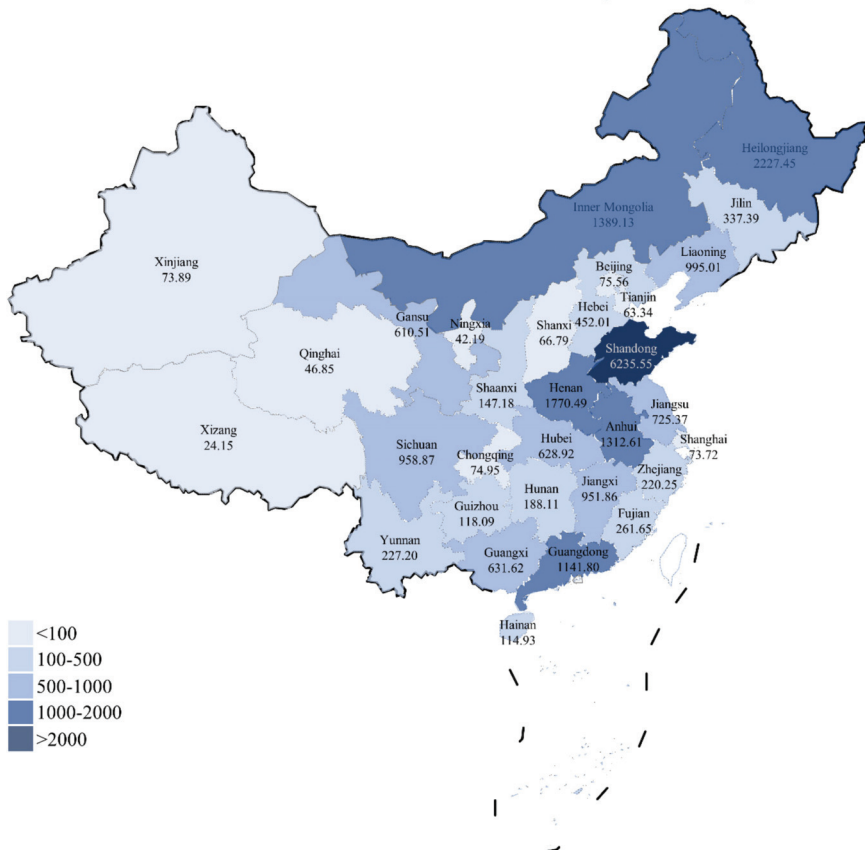 Heilongjiang
2227.45
Inner Mongolia
1389.13
Jilin
337.39
Liaoning
995.01
Xinjiang
73.89
Beijing
75.56
Tianjin
63.34
Hebei
452.01
Gansu
610.51
Ningxia
42.19
Shanxi
66.79
Shandong
6235.55
Qinghai
46.85
Shaanxi
147.18
Henan
1770.49
Jiangsu
725.37
Xizang
24.15
Sichuan
958.87
Chongqing
74.95
Hubei
628.92
Anhui
1312.61
Shanghai
73.72
Zhejiang
220.25
Jiangxi
951.86
Hunan
188.11
Guizhou
118.09
Fujian
261.65
Yunnan
227.20
Guangxi
631.62
Guangdong
1141.80
Hainan
114.93
<100
100-500
500-1000
1000-2000
>2000